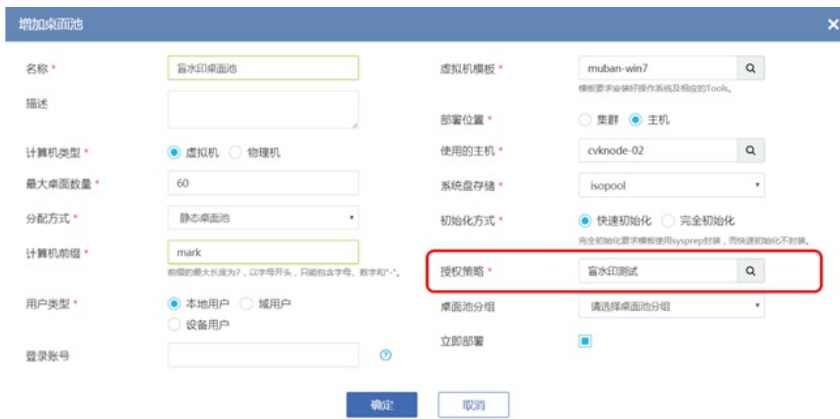 增加桌面池
×
名称 *
盲水印桌面池
描述
计算机类型 *
虚拟机 物理机
最大桌面数量 *
60
分配方式 *
静态桌面池
计算机前缀 *
mark
前缀的最大长度为7，以字母开头，只能包含字母、数字和"-"。
用户类型 *
本地用户 域用户
设备用户
登录账号
?
虚拟机模板 *
muban-win7
模板要求安装好操作系统及相应的Tools。
部署位置 *
集群 主机
使用的主机 *
cvknode-02
系统盘存储 *
isopool
初始化方式 *
快速初始化 完全初始化
完全初始化要求模板使用sysprep封装，而快速初始化不封装。
授权策略 *
盲水印测试
桌面池分组
请选择桌面池分组
立即部署
确定
取消